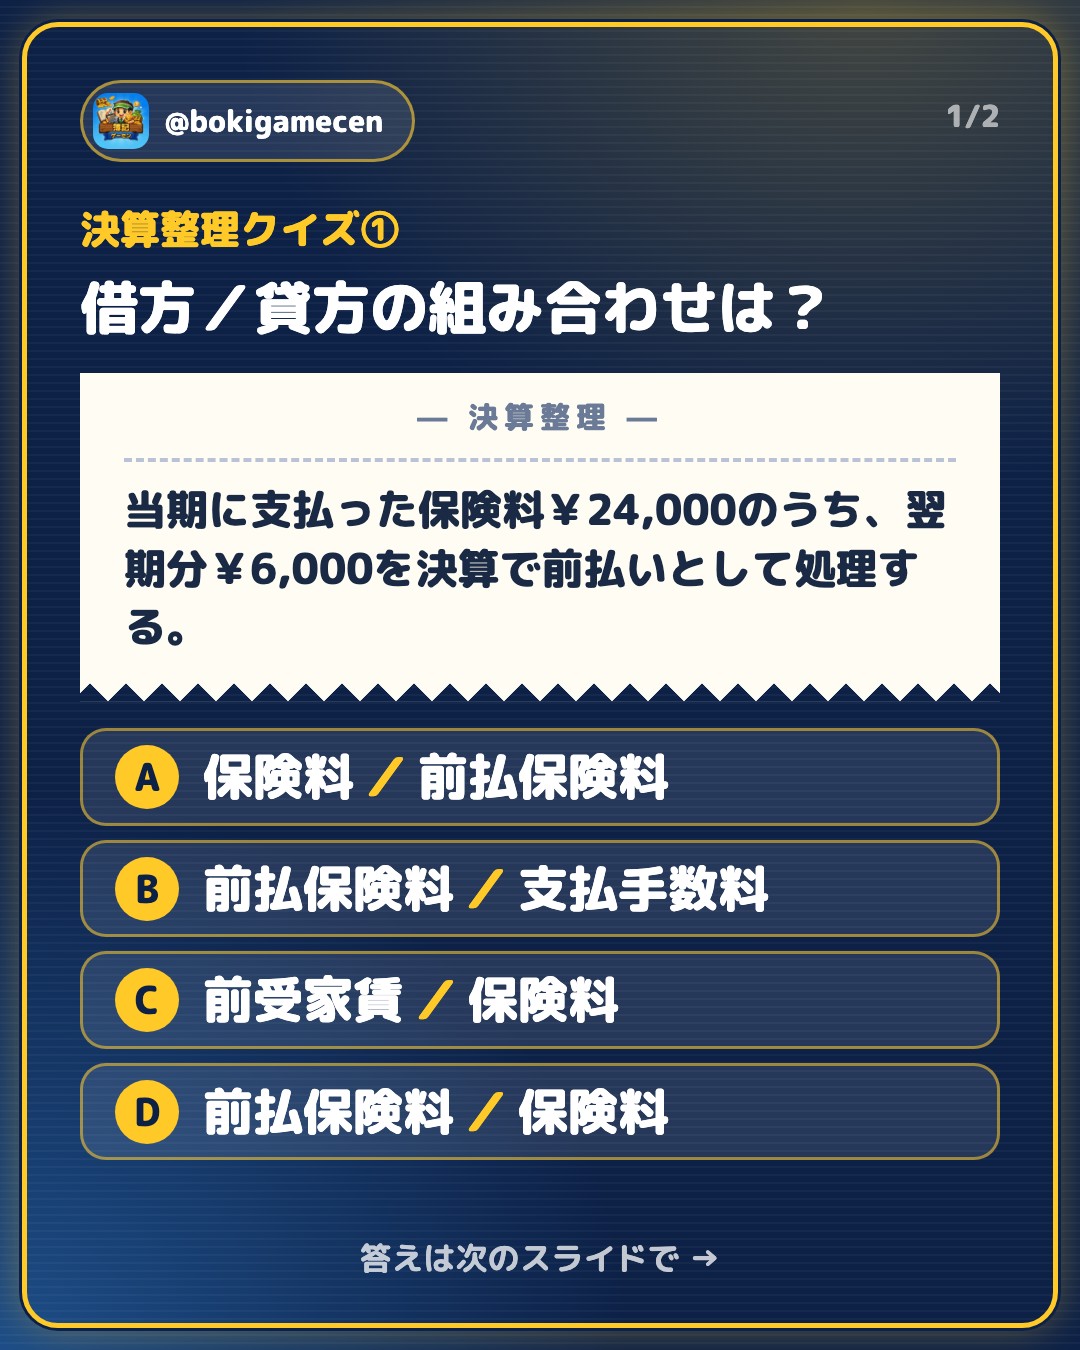 @bokigamecen
1/2
決算整理クイズ①
借方／貸方の組み合わせは？
— 決算整理 —
当期に支払った保険料￥24,000のうち、翌
期分￥6,000を決算で前払いとして処理す
る。
A 保険料 / 前払保険料
B 前払保険料 / 支払手数料
C 前受家賃 / 保険料
D 前払保険料 / 保険料
答えは次のスライドで →